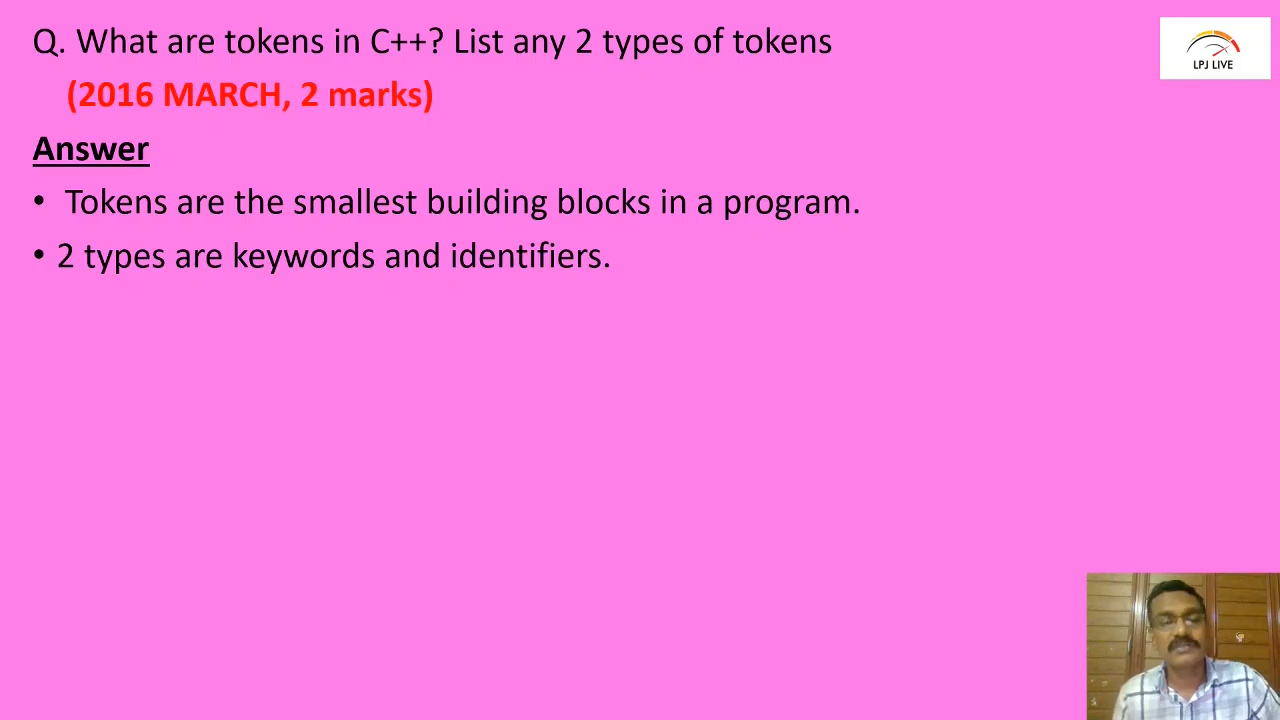 Q. What are tokens in C++? List any 2 types of tokens
LPJ LIVE
(2016 MARCH, 2 marks)
Answer
• Tokens are the smallest building blocks in a program.
• 2 types are keywords and identifiers.